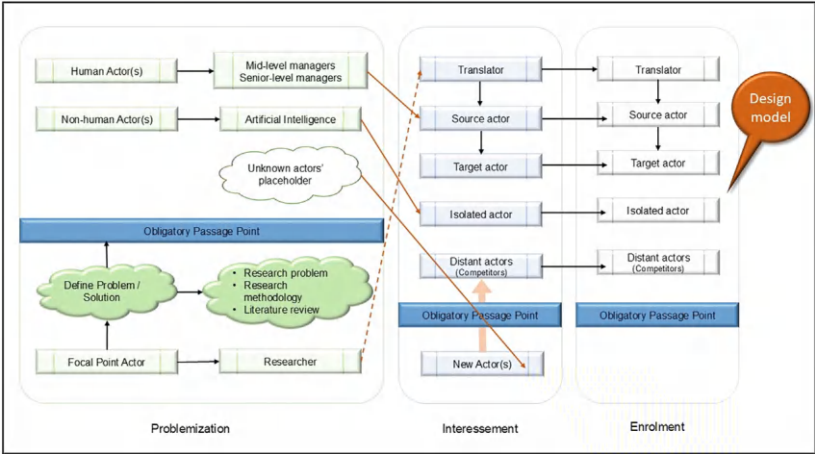 Human Actor(s)
Mid-level managers
Senior-level managers
Non-human Actor(s)
Artificial Intelligence
Unknown actors'
placeholder
Obligatory Passage Point
Define Problem /
Solution
• Research problem
• Research
methodology
• Literature review
Focal Point Actor
Researcher
Problemization
Translator
Source actor
Target actor
Isolated actor
Distant actors
(Competitors)
Obligatory Passage Point
New Actor(s)
Interessement
Translator
Source actor
Target actor
Isolated actor
Distant actors
(Competitors)
Obligatory Passage Point
Enrolment
Design
model